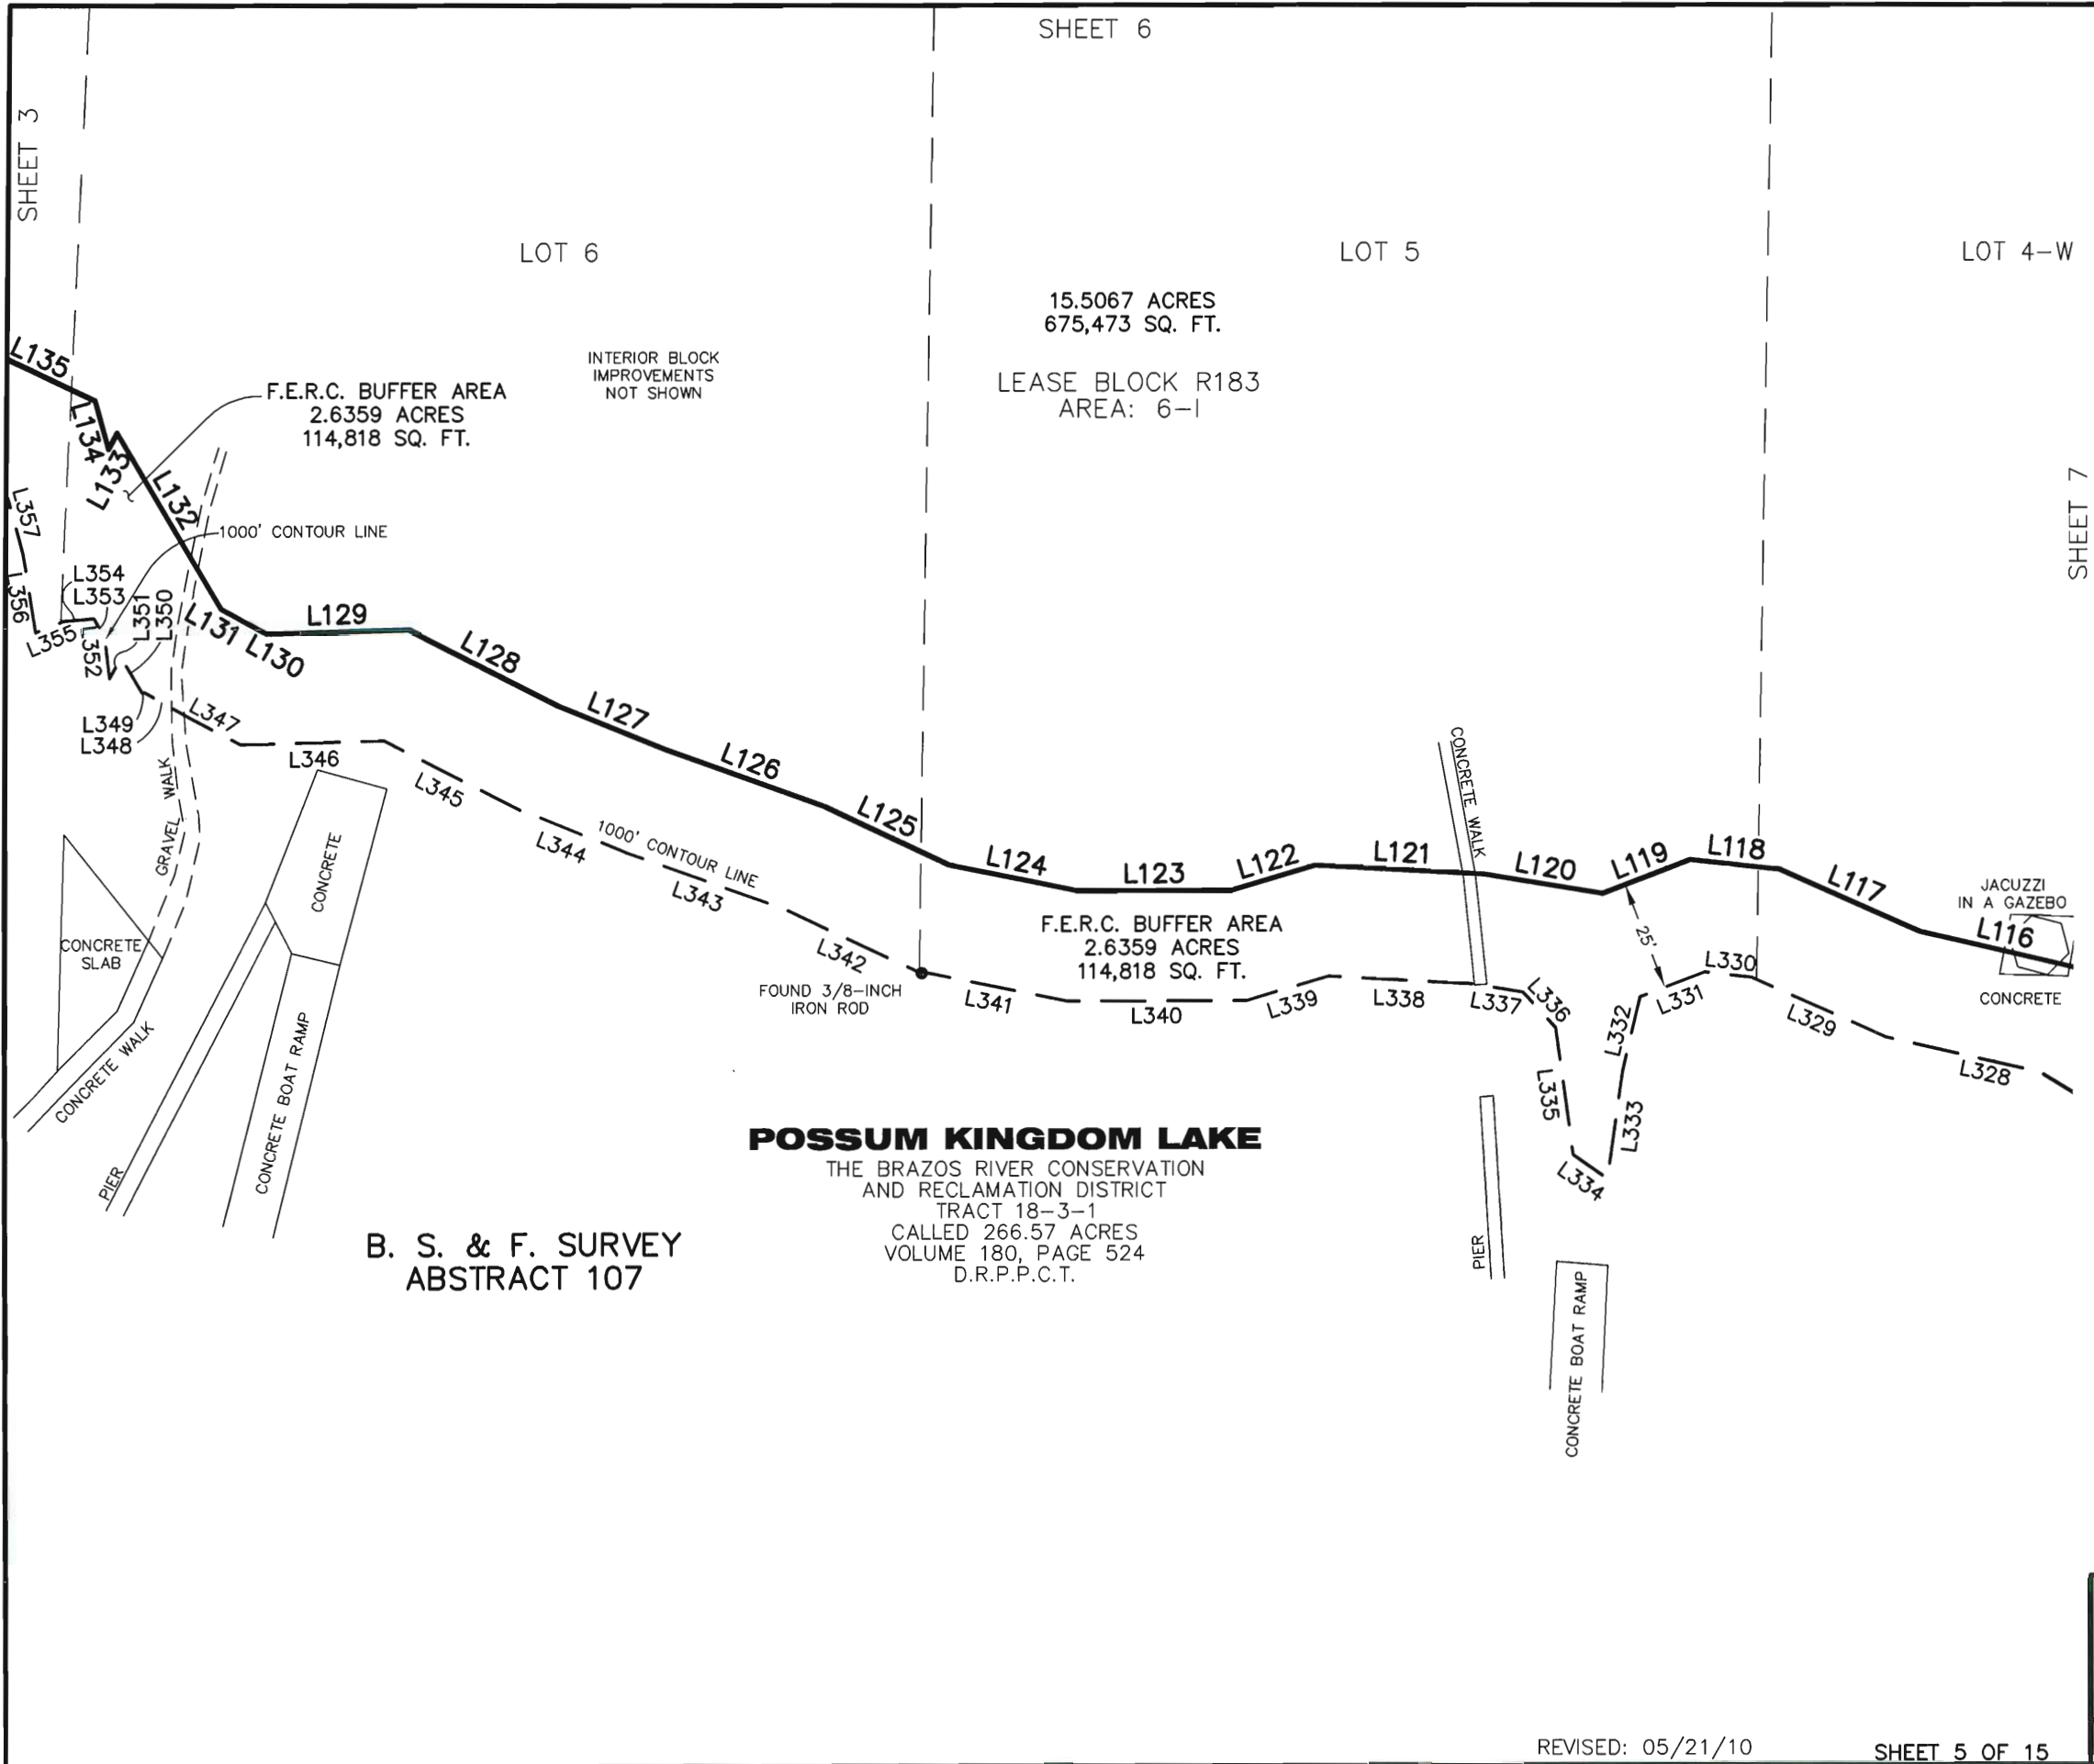 SHEET 6
SHEET 3
LOT 6
LOT 5
LOT 4-W
15.5067 ACRES
675,473 SQ. FT.
LEASE BLOCK R183
AREA: 6-I
INTERIOR BLOCK
IMPROVEMENTS
NOT SHOWN
F.E.R.C. BUFFER AREA
2.6359 ACRES
114,818 SQ. FT.
L135
L134
L133
L132
1000' CONTOUR LINE
SHEET 7
L357
L356
L354
L353
L355
L352
L351
L350
L131
L130
L129
L128
L127
L126
L125
L124
L123
L122
L121
L120
L119
L118
L117
L116
L349
L348
L347
L346
L345
L344
1000' CONTOUR LINE
L343
L342
CONCRETE WALK
JACUZZI
IN A GAZEBO
CONCRETE
F.E.R.C. BUFFER AREA
2.6359 ACRES
114,818 SQ. FT.
25'
FOUND 3/8-INCH
IRON ROD
L341
L340
L339
L338
L337
L336
L335
L334
L333
L332
L331
L330
L329
L328
GRAVEL WALK
CONCRETE
CONCRETE
SLAB
CONCRETE WALK
PIER
CONCRETE BOAT RAMP
POSSUM KINGDOM LAKE
THE BRAZOS RIVER CONSERVATION
AND RECLAMATION DISTRICT
TRACT 18-3-1
CALLED 266.57 ACRES
VOLUME 180, PAGE 524
D.R.P.P.C.T.
B. S. & F. SURVEY
ABSTRACT 107
PIER
CONCRETE BOAT RAMP
REVISED: 05/21/10
SHEET 5 OF 15